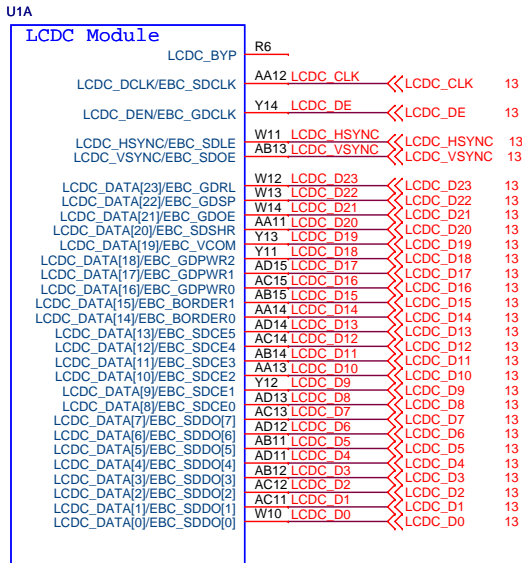 U1A
LCDC Module
LCDC_BYP R6
LCDC_DCLK/EBC_SDCLK AA12 LCDC_CLK LCDC_CLK 13
LCDC_DEN/EBC_GDCLK Y14 LCDC_DE LCDC_DE 13
LCDC_HSYNC/EBC_SDLE W11 LCDC_HSYNC LCDC_HSYNC 13
LCDC_VSYNC/EBC_SDOE AB13 LCDC_VSYNC LCDC_VSYNC 13
LCDC_DATA[23]/EBC_GDRL W12 LCDC_D23 LCDC_D23 13
LCDC_DATA[22]/EBC_GDSP W13 LCDC_D22 LCDC_D22 13
LCDC_DATA[21]/EBC_GDOE W14 LCDC_D21 LCDC_D21 13
LCDC_DATA[20]/EBC_SDSHR AA11 LCDC_D20 LCDC_D20 13
LCDC_DATA[19]/EBC_VCOM Y13 LCDC_D19 LCDC_D19 13
LCDC_DATA[18]/EBC_GDPWR2 Y11 LCDC_D18 LCDC_D18 13
LCDC_DATA[17]/EBC_GDPWR1 AD15 LCDC_D17 LCDC_D17 13
LCDC_DATA[16]/EBC_GDPWR0 AC15 LCDC_D16 LCDC_D16 13
LCDC_DATA[15]/EBC_BORDER1 AB15 LCDC_D15 LCDC_D15 13
LCDC_DATA[14]/EBC_BORDER0 AA14 LCDC_D14 LCDC_D14 13
LCDC_DATA[13]/EBC_SDCE5 AD14 LCDC_D13 LCDC_D13 13
LCDC_DATA[12]/EBC_SDCE4 AC14 LCDC_D12 LCDC_D12 13
LCDC_DATA[11]/EBC_SDCE3 AB14 LCDC_D11 LCDC_D11 13
LCDC_DATA[10]/EBC_SDCE2 AA13 LCDC_D10 LCDC_D10 13
LCDC_DATA[9]/EBC_SDCE1 Y12 LCDC_D9 LCDC_D9 13
LCDC_DATA[8]/EBC_SDCE0 AD13 LCDC_D8 LCDC_D8 13
LCDC_DATA[7]/EBC_SDDO[7] AC13 LCDC_D7 LCDC_D7 13
LCDC_DATA[6]/EBC_SDDO[6] AD12 LCDC_D6 LCDC_D6 13
LCDC_DATA[5]/EBC_SDDO[5] AB11 LCDC_D5 LCDC_D5 13
LCDC_DATA[4]/EBC_SDDO[4] AD11 LCDC_D4 LCDC_D4 13
LCDC_DATA[3]/EBC_SDDO[3] AB12 LCDC_D3 LCDC_D3 13
LCDC_DATA[2]/EBC_SDDO[2] AC12 LCDC_D2 LCDC_D2 13
LCDC_DATA[1]/EBC_SDDO[1] AC11 LCDC_D1 LCDC_D1 13
LCDC_DATA[0]/EBC_SDDO[0] W10 LCDC_D0 LCDC_D0 13